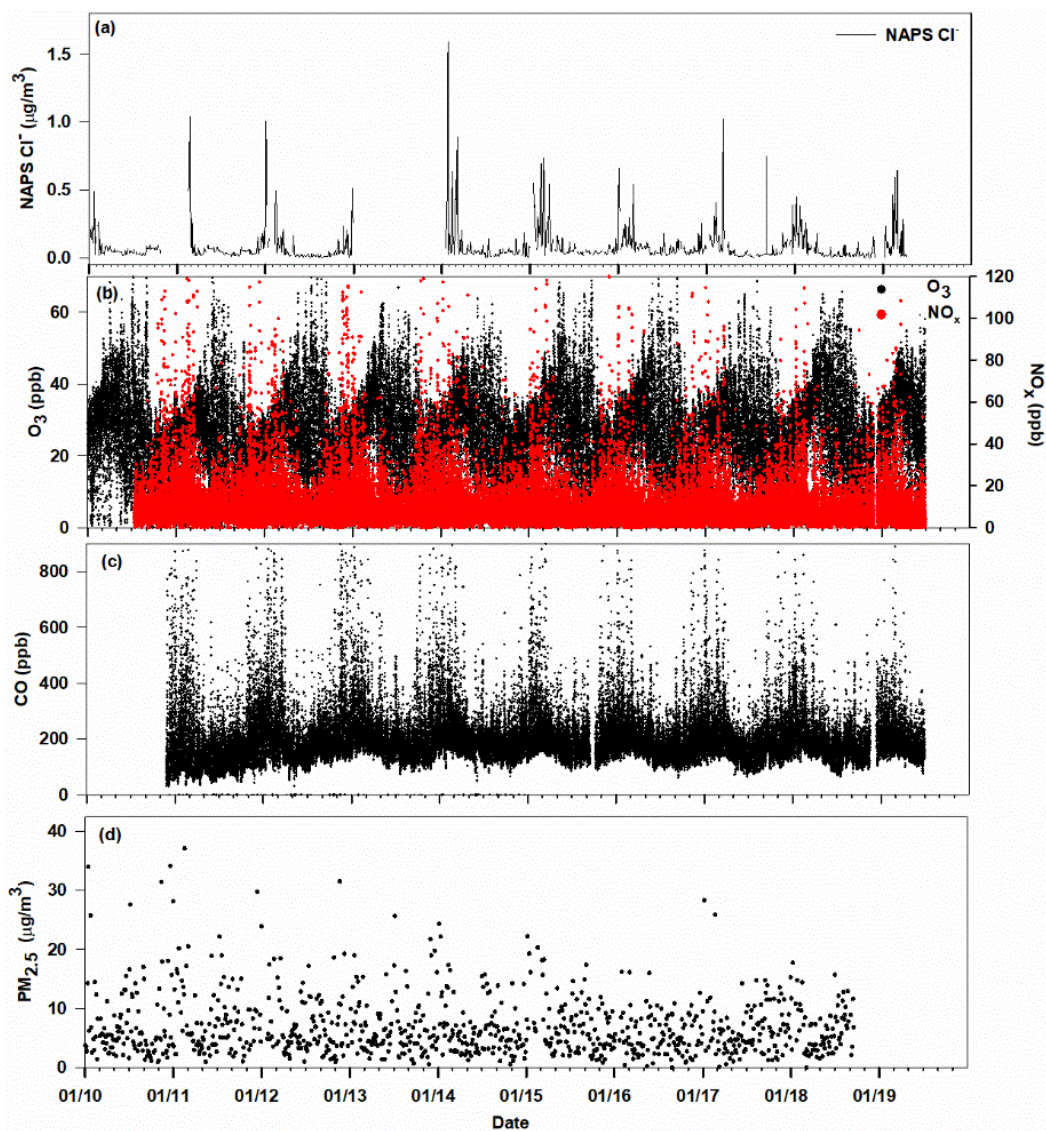 (a)
NAPS Cl⁻
NAPS Cl⁻ (μg/m³)
1.5
1.0
0.5
0.0
(b)
O₃
NOₓ
O₃ (ppb)
60
40
20
0
NOₓ (ppb)
120
100
80
60
40
20
0
(c)
CO (ppb)
800
600
400
200
0
(d)
PM₂.₅ (μg/m³)
40
30
20
10
0
01/10 01/11 01/12 01/13 01/14 01/15 01/16 01/17 01/18 01/19
Date